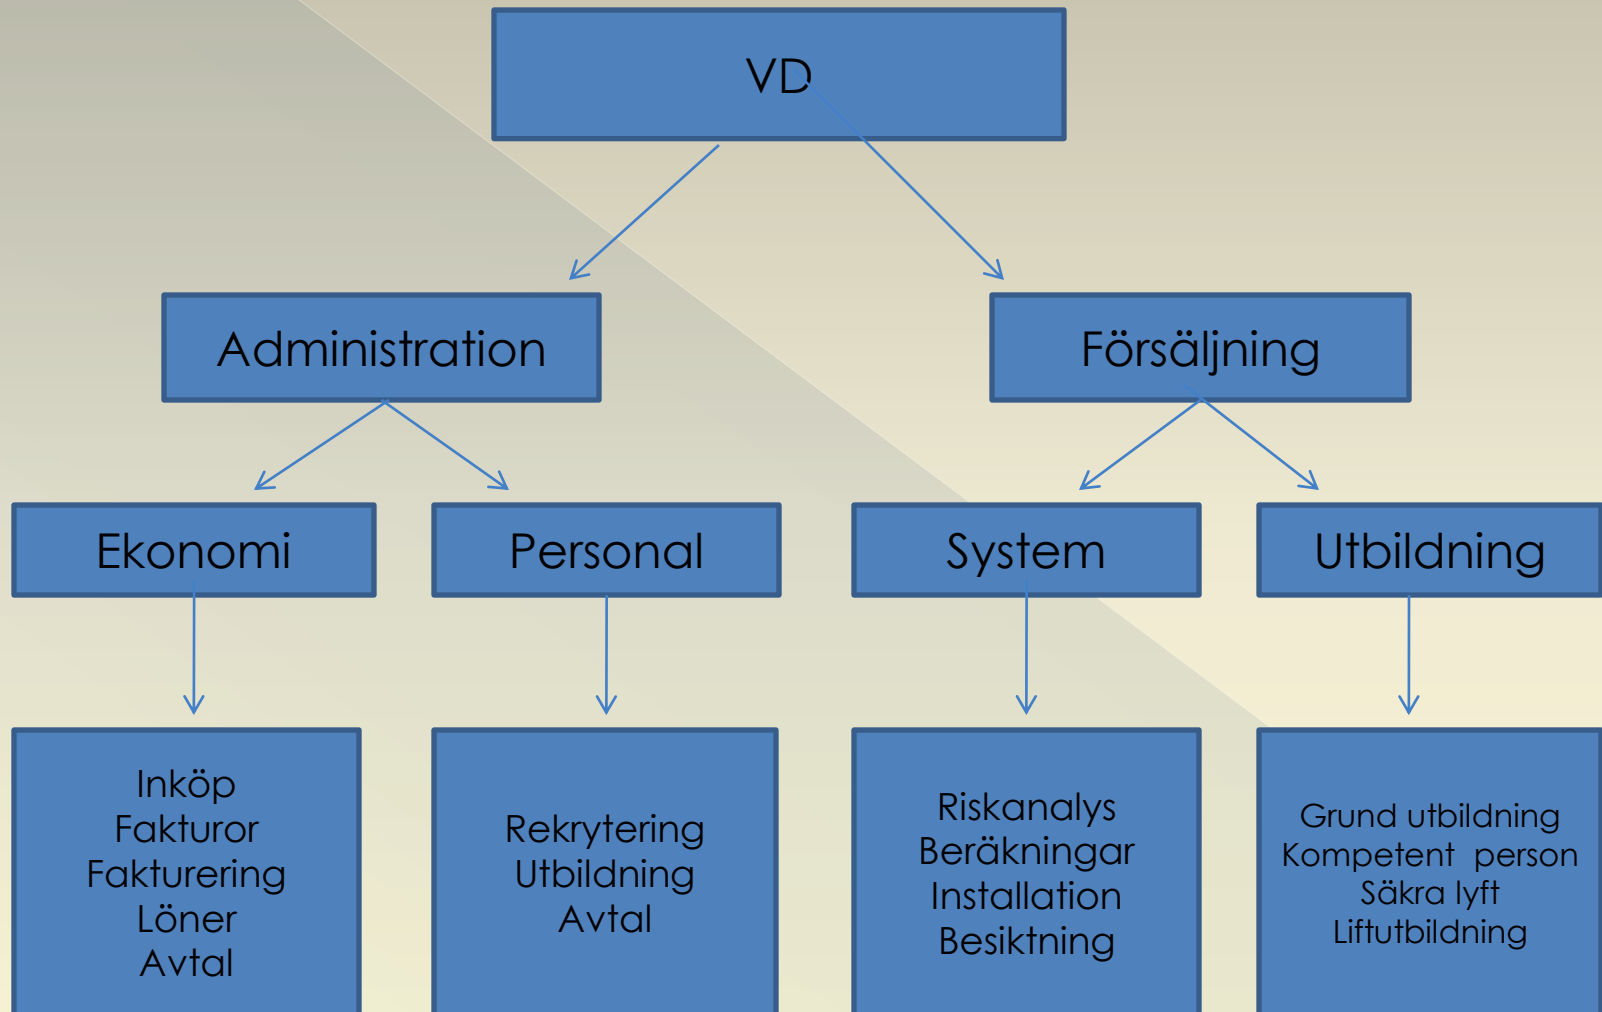 VD
Administration
Försäljning
Ekonomi
Personal
System
Utbildning
Inköp
Fakturor
Fakturering
Löner
Avtal
Rekrytering
Utbildning
Avtal
Riskanalys
Beräkningar
Installation
Besiktning
Grund utbildning
Kompetent person
Säkra lyft
Liftutbildning